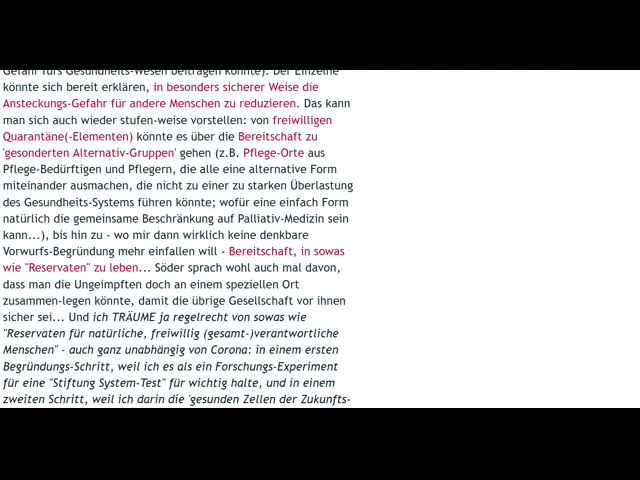 Gefahr fürs Gesundheits-Wesen beitragen könnte). Der Einzelne
könnte sich bereit erklären, in besonders sicherer Weise die
Ansteckungs-Gefahr für andere Menschen zu reduzieren. Das kann
man sich auch wieder stufen-weise vorstellen: von freiwilligen
Quarantäne(-Elementen) könnte es über die Bereitschaft zu
'gesonderten Alternativ-Gruppen' gehen (z.B. Pflege-Orte aus
Pflege-Bedürftigen und Pflegern, die alle eine alternative Form
miteinander ausmachen, die nicht zu einer zu starken Überlastung
des Gesundheits-Systems führen könnte; wofür eine einfach Form
natürlich die gemeinsame Beschränkung auf Palliativ-Medizin sein
kann...), bis hin zu - wo mir dann wirklich keine denkbare
Vorwurfs-Begründung mehr einfallen will - Bereitschaft, in sowas
wie "Reservaten" zu leben... Söder sprach wohl auch mal davon,
dass man die Ungeimpften doch an einem speziellen Ort
zusammen-legen könnte, damit die übrige Gesellschaft vor ihnen
sicher sei... Und ich TRÄUME ja regelrecht von sowas wie
"Reservaten für natürliche, freiwillig (gesamt-)verantwortliche
Menschen" - auch ganz unabhängig von Corona: in einem ersten
Begründungs-Schritt, weil ich es als ein Forschungs-Experiment
für eine "Stiftung System-Test" für wichtig halte, und in einem
zweiten Schritt, weil ich darin die 'gesunden Zellen der Zukunfts-